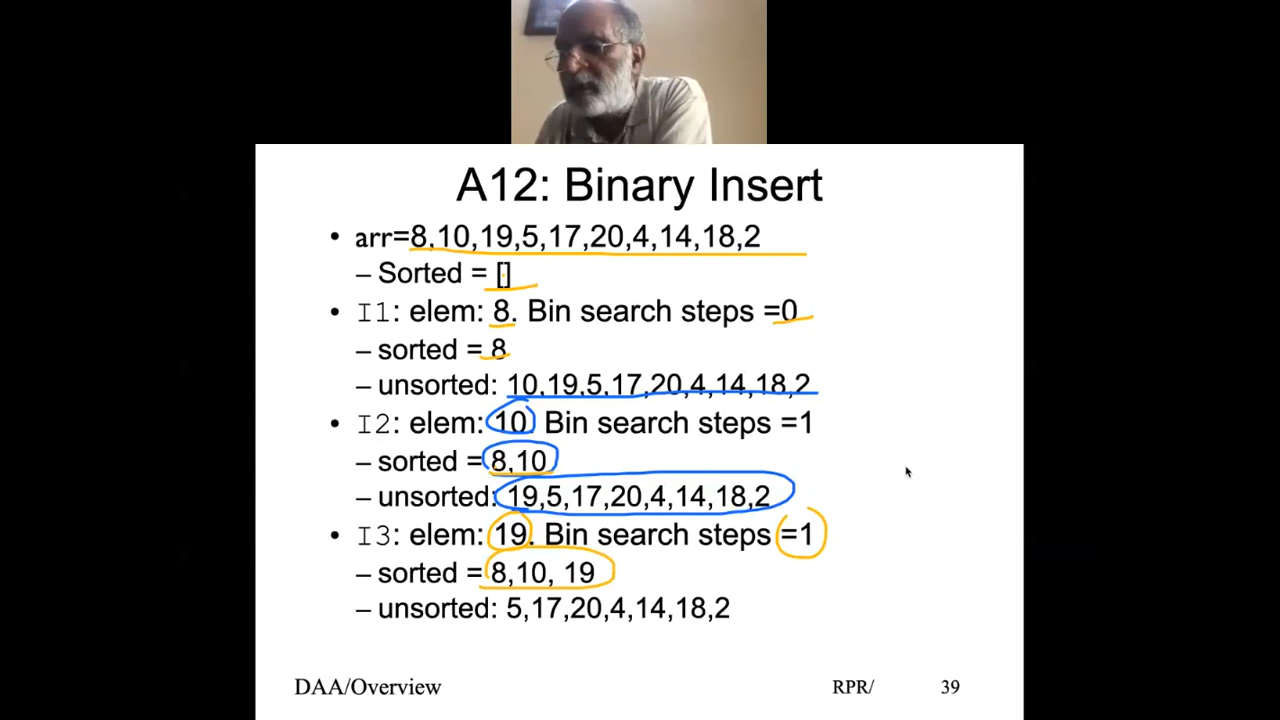 A12: Binary Insert
• arr=8,10,19,5,17,20,4,14,18,2
– Sorted = []
• I1: elem: 8. Bin search steps =0
– sorted = 8
– unsorted: 10,19,5,17,20,4,14,18,2
• I2: elem: 10. Bin search steps =1
– sorted = 8,10
– unsorted: 19,5,17,20,4,14,18,2
• I3: elem: 19. Bin search steps =1
– sorted = 8,10, 19
– unsorted: 5,17,20,4,14,18,2
DAA/Overview RPR/ 39